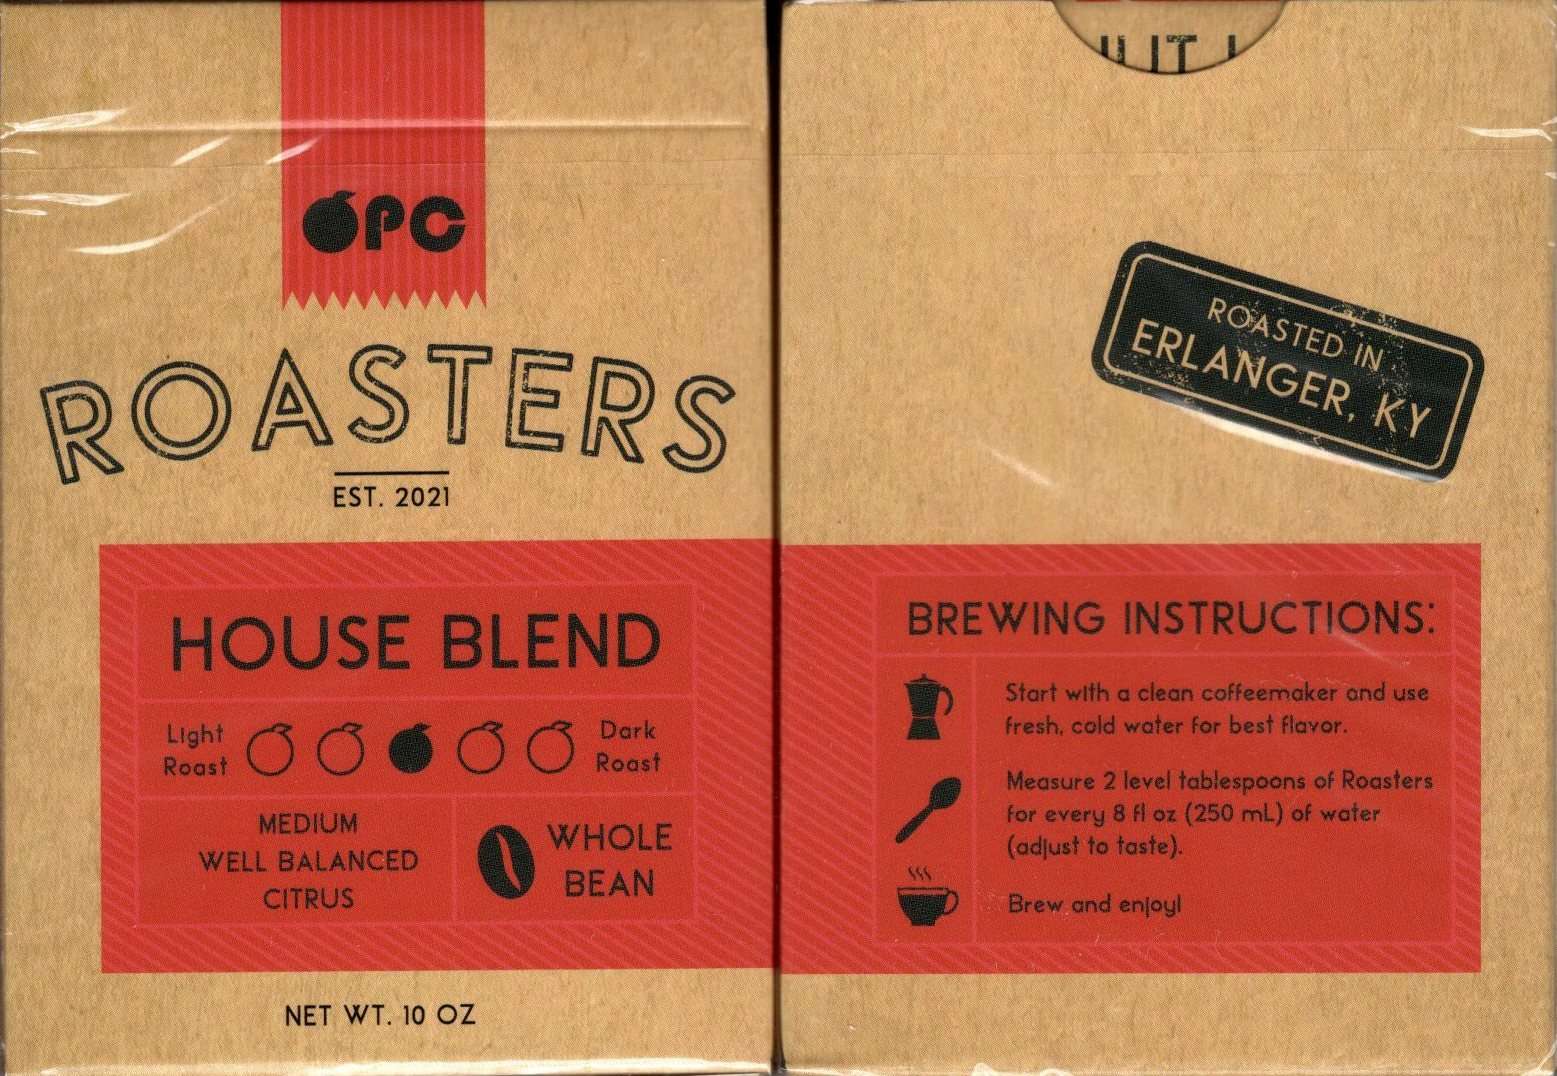 OPC
ROASTERS
EST. 2021
HOUSE BLEND
Light
Roast
Dark
Roast
MEDIUM
WELL BALANCED
CITRUS
WHOLE
BEAN
NET WT. 10 OZ
ROASTED IN
ERLANGER, KY
BREWING INSTRUCTIONS:
Start with a clean coffeemaker and use
fresh, cold water for best flavor.
Measure 2 level tablespoons of Roasters
for every 8 fl oz (250 mL) of water
(adjust to taste).
Brew and enjoy!